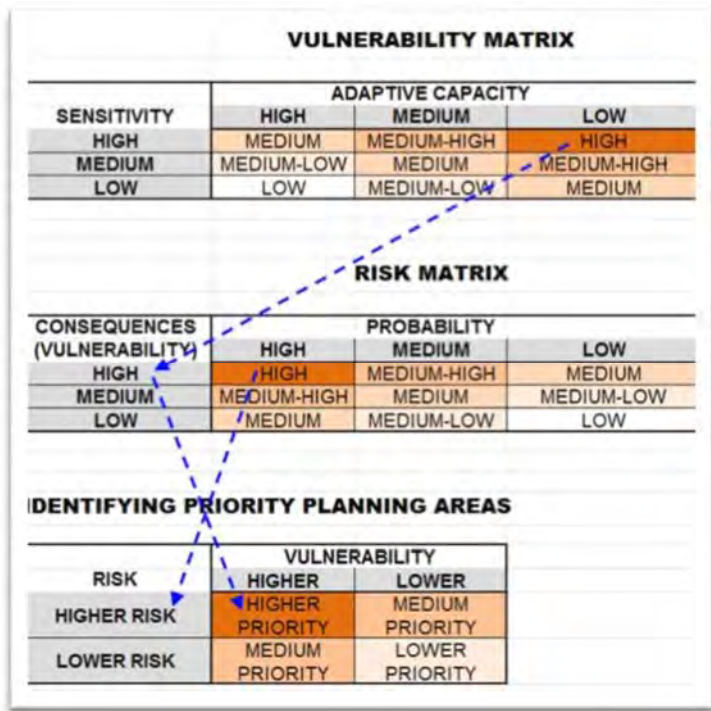 VULNERABILITY MATRIX
ADAPTIVE CAPACITY
SENSITIVITY HIGH MEDIUM LOW
HIGH MEDIUM MEDIUM-HIGH HIGH
MEDIUM MEDIUM-LOW MEDIUM MEDIUM-HIGH
LOW LOW MEDIUM-LOW MEDIUM
RISK MATRIX
CONSEQUENCES PROBABILITY
(VULNERABILITY) HIGH MEDIUM LOW
HIGH HIGH MEDIUM-HIGH MEDIUM
MEDIUM MEDIUM-HIGH MEDIUM MEDIUM-LOW
LOW MEDIUM MEDIUM-LOW LOW
IDENTIFYING PRIORITY PLANNING AREAS
VULNERABILITY
RISK HIGHER LOWER
HIGHER RISK HIGHER MEDIUM
PRIORITY PRIORITY
LOWER RISK MEDIUM LOWER
PRIORITY PRIORITY